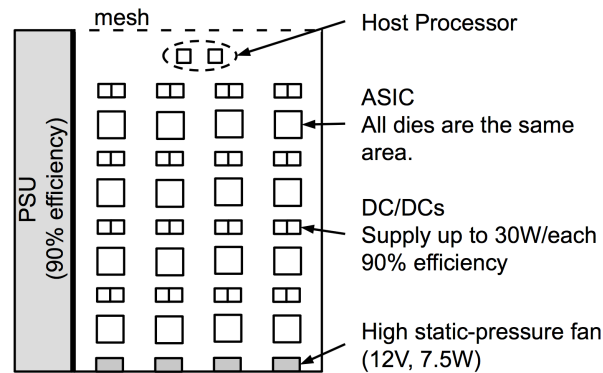 mesh
Host Processor
ASIC
All dies are the same
area.
PSU
(90% efficiency)
DC/DCs
Supply up to 30W/each
90% efficiency
High static-pressure fan
(12V, 7.5W)